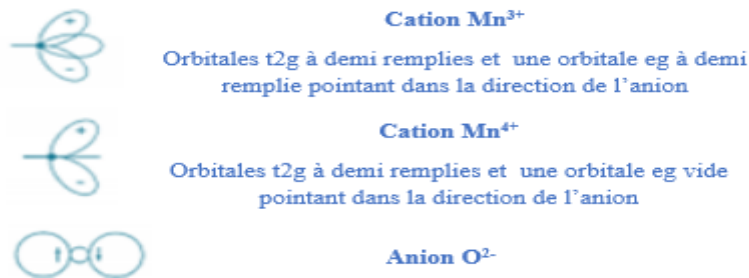 Cation Mn³⁺
Orbitales t2g à demi remplies et une orbitale eg à demi
remplie pointant dans la direction de l'anion
Cation Mn⁴⁺
Orbitales t2g à demi remplies et une orbitale eg vide
pointant dans la direction de l'anion
Anion O²⁻